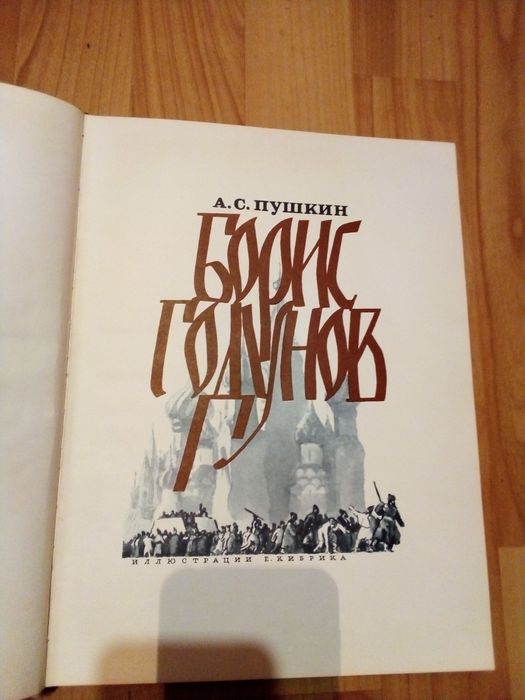 А.С. ПУШКИН
БОРИС
ГОДУНОВ
ИЛЛЮСТРАЦИИ Е. КИБРИКА